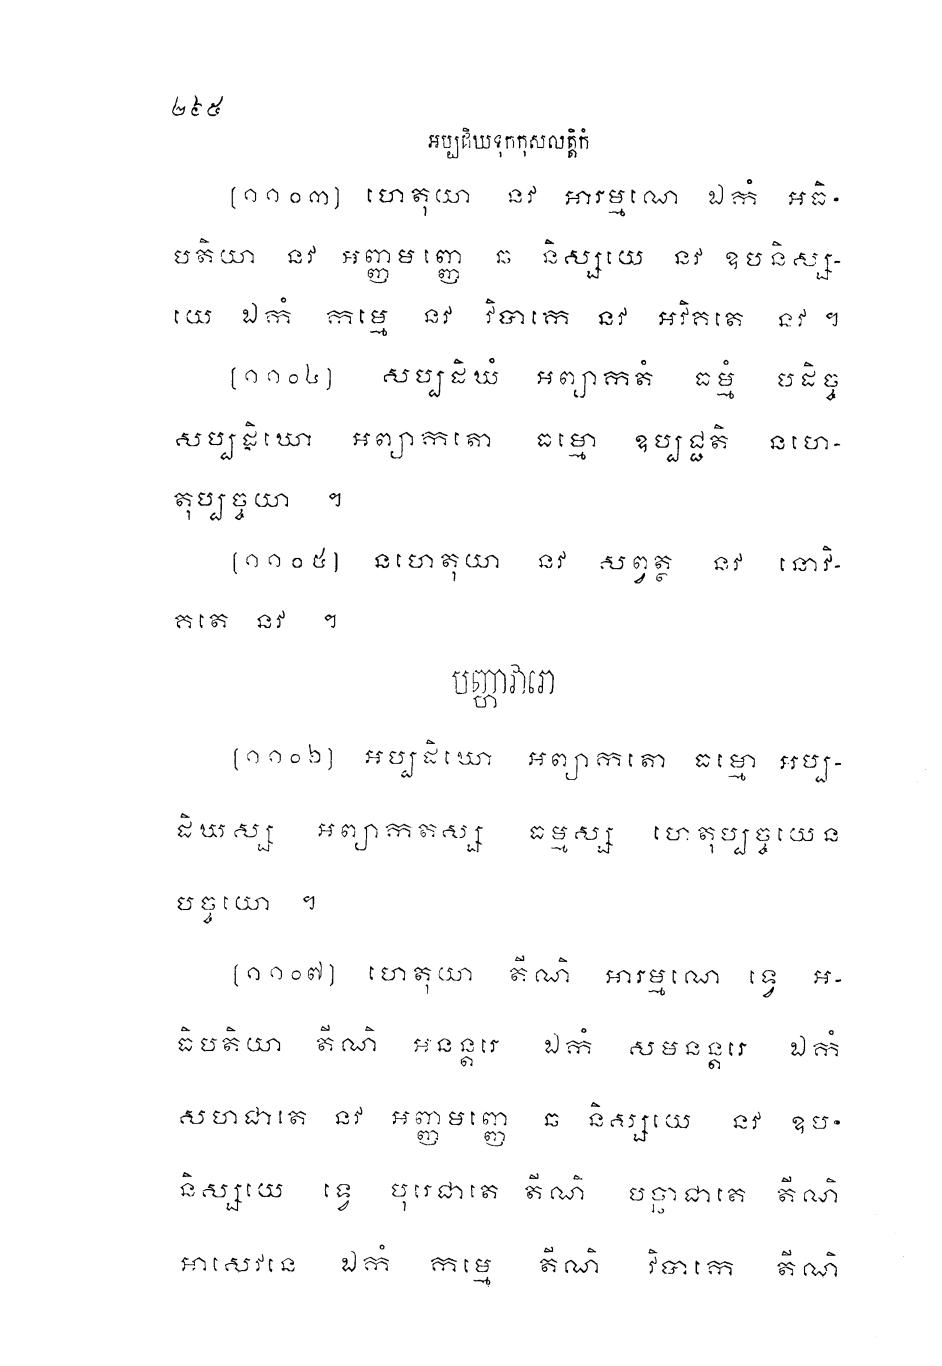 ២៩៥
អប្បដិឃទុកកុសលត្តិកំ
[១១០៣] ហេតុយា នវ អារម្មណេ ឯកំ អធិ-
បតិយា នវ អញ្ញមញ្ញេ ឆ និស្សយេ នវ ឧបនិស្ស-
យេ ឯកំ កម្មេ នវ វិបាកេ នវ អវិគតេ នវ ។
[១១០៤] សប្បដិឃំ អព្យាកតំ ធម្មំ បដិច្ច
សប្បដិឃោ អព្យាកតោ ធម្មោ ឧប្បជ្ជតិ នហេ-
តុប្បច្ចយា ។
[១១០៥] នហេតុយា នវ សព្វត្ថ នវ នោវិ-
គតេ នវ ។
បញ្ហាវារោ
[១១០៦] អប្បដិឃោ អព្យាកតោ ធម្មោ អប្ប-
ដិឃស្ស អព្យាកតស្ស ធម្មស្ស ហេតុប្បច្ចយេន
បច្ចយោ ។
[១១០៧] ហេតុយា តីណិ អារម្មណេ ទ្វេ អ-
ធិបតិយា តីណិ អនន្តរេ ឯកំ សមនន្តរេ ឯកំ
សហជាតេ នវ អញ្ញមញ្ញេ ឆ និស្សយេ នវ ឧប-
និស្សយេ ទ្វេ បុរេជាតេ តីណិ បច្ឆាជាតេ តីណិ
អាសេវនេ ឯកំ កម្មេ តីណិ វិបាកេ តីណិ